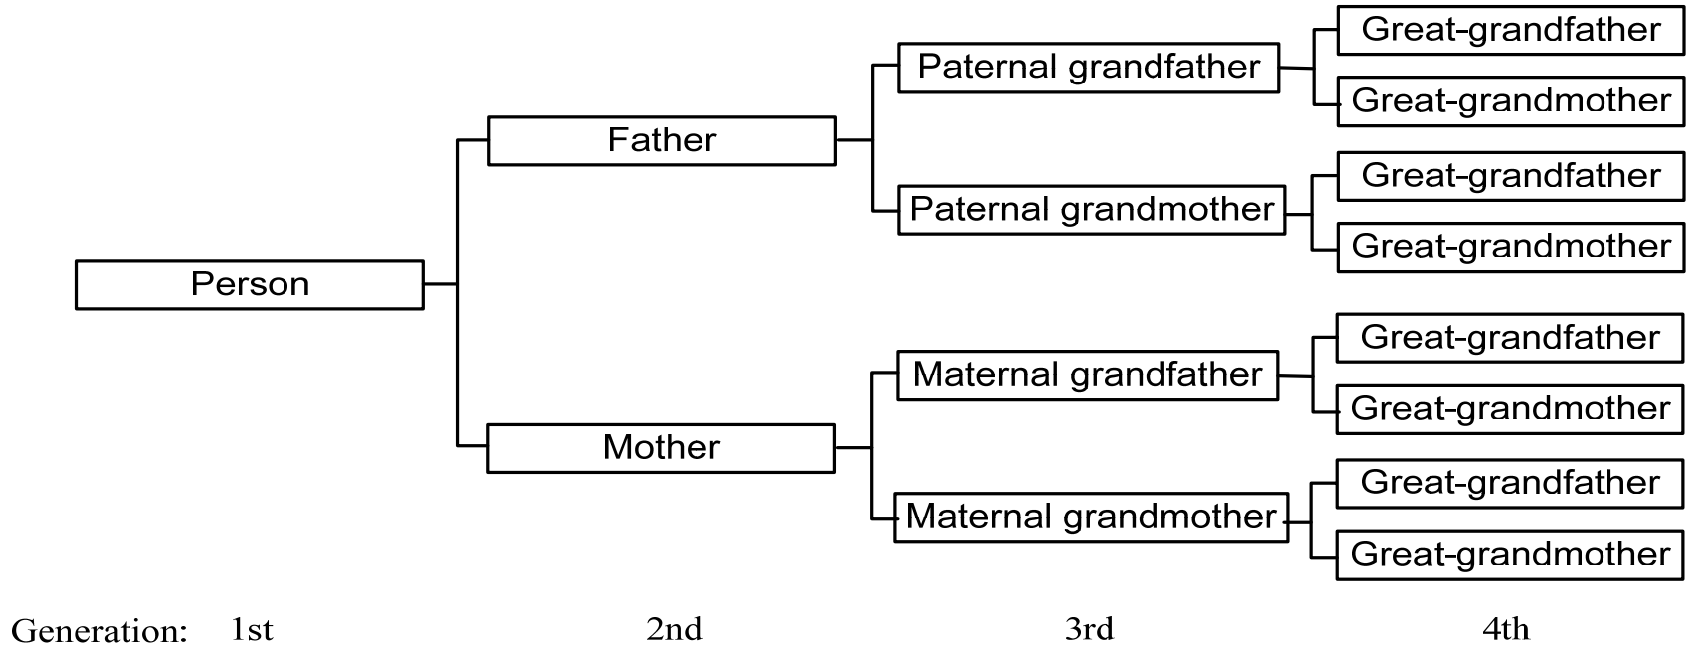 Great-grandfather
Paternal grandfather
Great-grandmother
Father
Great-grandfather
Paternal grandmother
Great-grandmother
Person
Great-grandfather
Maternal grandfather
Great-grandmother
Mother
Great-grandfather
Maternal grandmother
Great-grandmother
Generation: 1st 2nd 3rd 4th